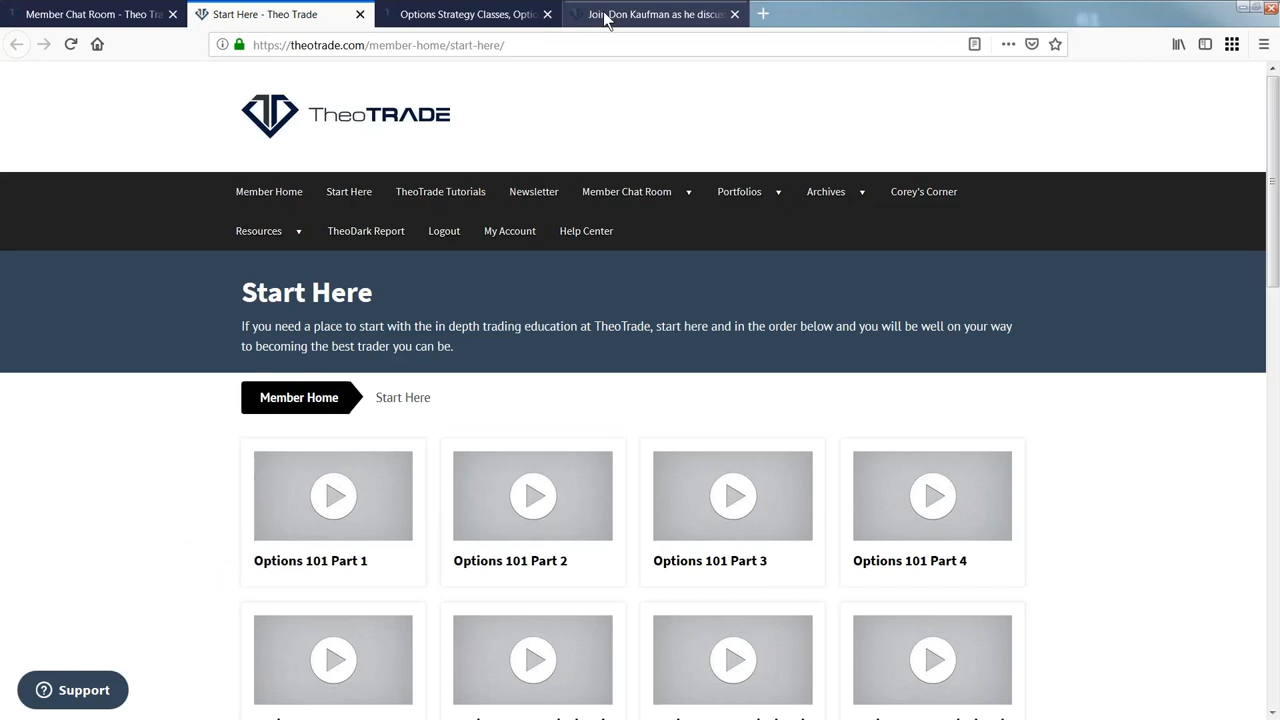 Member Chat Room - Theo Tra
Start Here - Theo Trade
Options Strategy Classes, Optio
Join Don Kaufman as he discus
https://theotrade.com/member-home/start-here/
TheoTRADE
Member Home
Start Here
TheoTrade Tutorials
Newsletter
Member Chat Room
Portfolios
Archives
Corey's Corner
Resources
TheoDark Report
Logout
My Account
Help Center
Start Here
If you need a place to start with the in depth trading education at TheoTrade, start here and in the order below and you will be well on your way
to becoming the best trader you can be.
Member Home
Start Here
Options 101 Part 1
Options 101 Part 2
Options 101 Part 3
Options 101 Part 4
Support